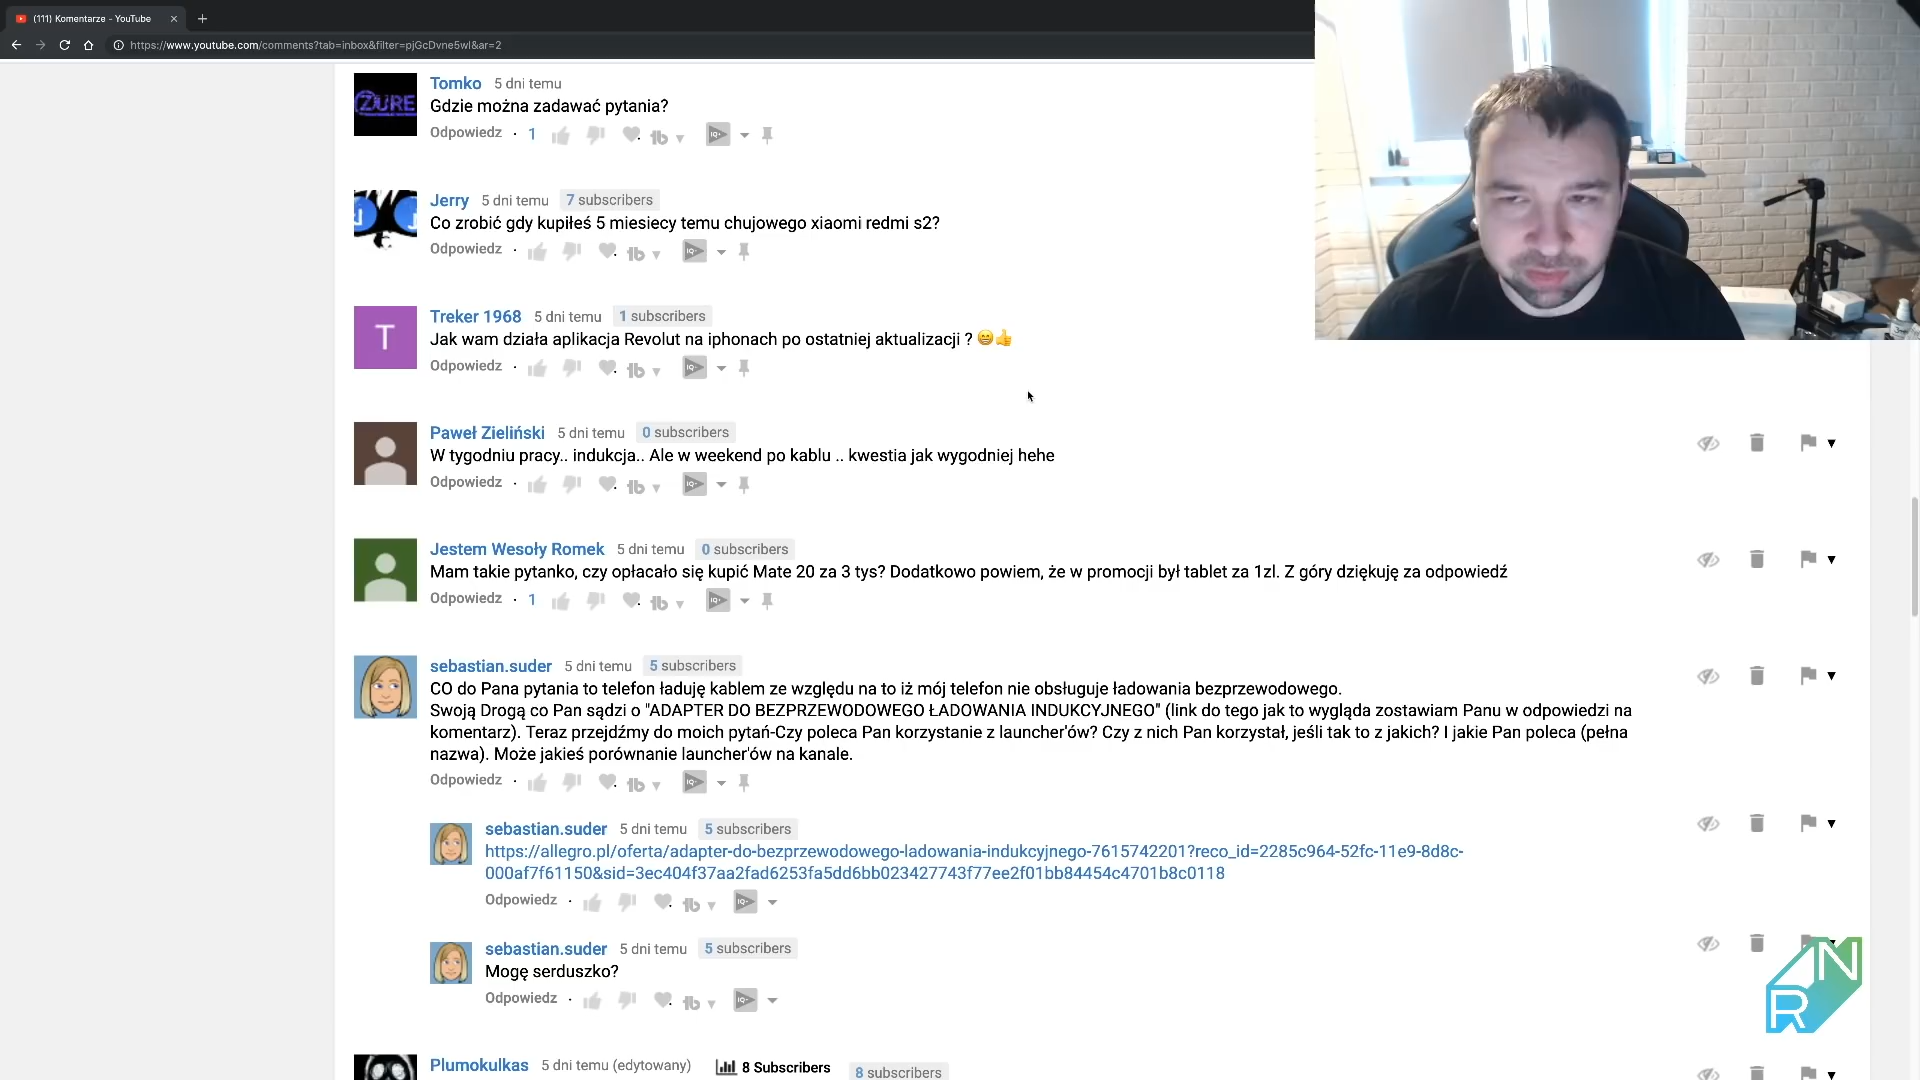 (111) Komentarze - YouTube
https://www.youtube.com/comments?tab=inbox&filter=pjGcDvne5wI&ar=2
ZURE
Tomko 5 dni temu
Gdzie można zadawać pytania?
Odpowiedz · 1
Jerry 5 dni temu 7 subscribers
Co zrobić gdy kupiłeś 5 miesiecy temu chujowego xiaomi redmi s2?
Odpowiedz ·
T
Treker 1968 5 dni temu 1 subscribers
Jak wam działa aplikacja Revolut na iphonach po ostatniej aktualizacji ? 😁👍
Odpowiedz ·
Paweł Zieliński 5 dni temu 0 subscribers
W tygodniu pracy.. indukcja.. Ale w weekend po kablu .. kwestia jak wygodniej hehe
Odpowiedz ·
Jestem Wesoły Romek 5 dni temu 0 subscribers
Mam takie pytanko, czy opłacało się kupić Mate 20 za 3 tys? Dodatkowo powiem, że w promocji był tablet za 1zl. Z góry dziękuję za odpowiedź
Odpowiedz · 1
sebastian.suder 5 dni temu 5 subscribers
CO do Pana pytania to telefon ładuję kablem ze względu na to iż mój telefon nie obsługuje ładowania bezprzewodowego.
Swoją Drogą co Pan sądzi o "ADAPTER DO BEZPRZEWODOWEGO ŁADOWANIA INDUKCYJNEGO" (link do tego jak to wygląda zostawiam Panu w odpowiedzi na
komentarz). Teraz przejdźmy do moich pytań-Czy poleca Pan korzystanie z launcher'ów? Czy z nich Pan korzystał, jeśli tak to z jakich? I jakie Pan poleca (pełna
nazwa). Może jakieś porównanie launcher'ów na kanale.
Odpowiedz ·
sebastian.suder 5 dni temu 5 subscribers
https://allegro.pl/oferta/adapter-do-bezprzewodowego-ladowania-indukcyjnego-7615742201?reco_id=2285c964-52fc-11e9-8d8c-
000af7f61150&sid=3ec404f37aa2fad6253fa5dd6bb023427743f77ee2f01bb84454c4701b8c0118
Odpowiedz ·
sebastian.suder 5 dni temu 5 subscribers
Mogę serduszko?
Odpowiedz ·
RN
Plumokulkas 5 dni temu (edytowany) 8 Subscribers 8 subscribers